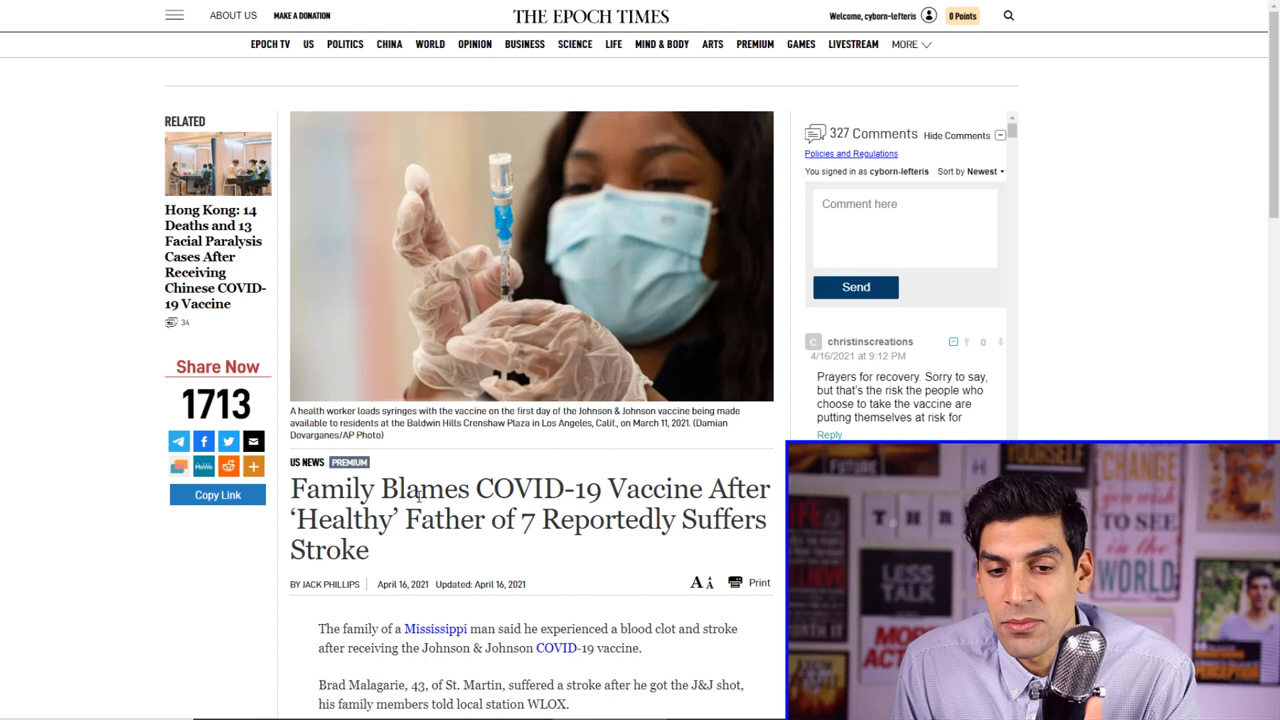 ABOUT US
MAKE A DONATION
THE EPOCH TIMES
Welcome, cyborn-lefteris
0 Points
EPOCH TV US POLITICS CHINA WORLD OPINION BUSINESS SCIENCE LIFE MIND & BODY ARTS PREMIUM GAMES LIVESTREAM MORE
RELATED
Hong Kong: 14
Deaths and 13
Facial Paralysis
Cases After
Receiving
Chinese COVID-
19 Vaccine
34
Share Now
1713
MeWe
Copy Link
A health worker loads syringes with the vaccine on the first day of the Johnson & Johnson vaccine being made
available to residents at the Baldwin Hills Crenshaw Plaza in Los Angeles, Calif., on March 11, 2021. (Damian
Dovarganes/AP Photo)
US NEWS PREMIUM
Family Blames COVID-19 Vaccine After
‘Healthy’ Father of 7 Reportedly Suffers
Stroke
BY JACK PHILLIPS April 16, 2021 Updated: April 16, 2021
A A Print
The family of a Mississippi man said he experienced a blood clot and stroke
after receiving the Johnson & Johnson COVID-19 vaccine.
Brad Malagarie, 43, of St. Martin, suffered a stroke after he got the J&J shot,
his family members told local station WLOX.
327 Comments Hide Comments
Policies and Regulations
You signed in as cyborn-lefteris Sort by Newest
Comment here
Send
C christinscreations 0
4/16/2021 at 9:12 PM
Prayers for recovery. Sorry to say,
but that's the risk the people who
choose to take the vaccine are
putting themselves at risk for
Reply
FUTURE
YOURSELF
CHANGE
YOU WISH
TO SEE
in the
WORLD
LESS
TALK
MORE